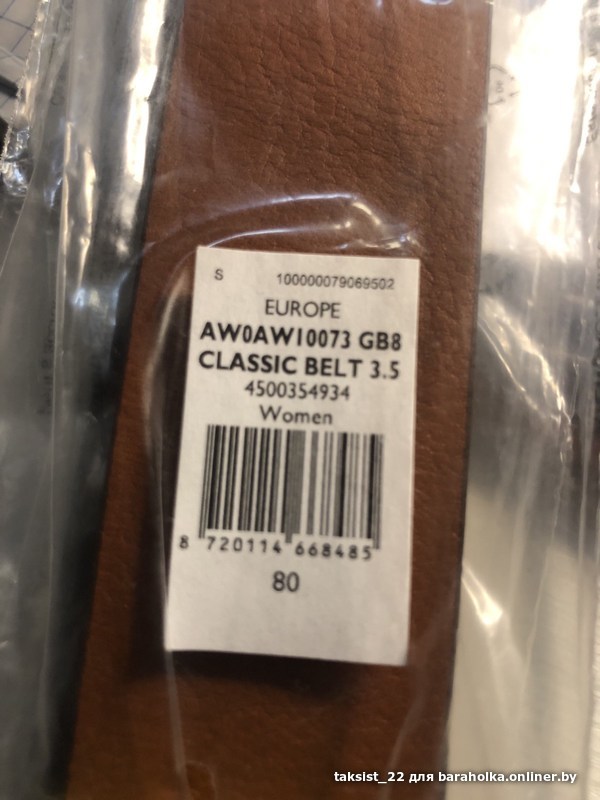 S 100000079069502
EUROPE
AW0AW10073 GB8
CLASSIC BELT 3.5
4500354934
Women
8 720114 668485
80
taksist_22 для baraholka.onliner.by